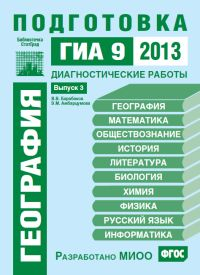 ПОДГОТОВКА
Библиотечка
СтатГрад
ГИА 9 2013
ДИАГНОСТИЧЕСКИЕ РАБОТЫ
Выпуск 3
В.В. Барабанов
Э.М. Амбарцумова
ГЕОГРАФИЯ
ГЕОГРАФИЯ
МАТЕМАТИКА
ОБЩЕСТВОЗНАНИЕ
ИСТОРИЯ
ЛИТЕРАТУРА
БИОЛОГИЯ
ХИМИЯ
ФИЗИКА
РУССКИЙ ЯЗЫК
ИНФОРМАТИКА
РАЗРАБОТАНО МИОО ФГОС